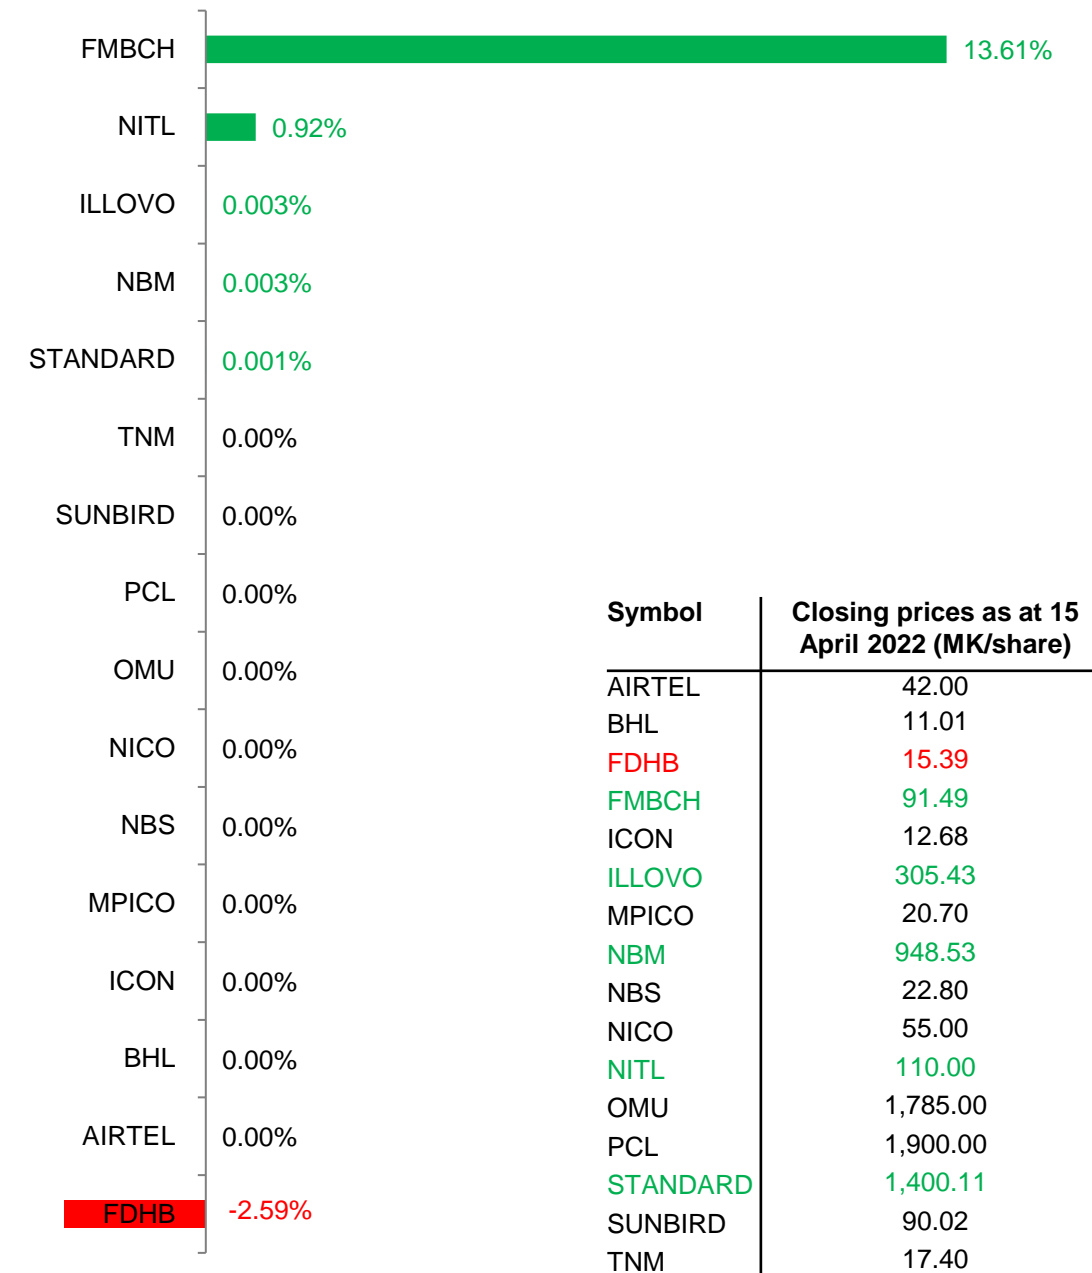 FMBCH 13.61%
NITL 0.92%
ILLOVO 0.003%
NBM 0.003%
STANDARD 0.001%
TNM 0.00%
SUNBIRD 0.00%
PCL 0.00%
OMU 0.00%
NICO 0.00%
NBS 0.00%
MPICO 0.00%
ICON 0.00%
BHL 0.00%
AIRTEL 0.00%
FDHB -2.59%
Symbol Closing prices as at 15
April 2022 (MK/share)
AIRTEL 42.00
BHL 11.01
FDHB 15.39
FMBCH 91.49
ICON 12.68
ILLOVO 305.43
MPICO 20.70
NBM 948.53
NBS 22.80
NICO 55.00
NITL 110.00
OMU 1,785.00
PCL 1,900.00
STANDARD 1,400.11
SUNBIRD 90.02
TNM 17.40